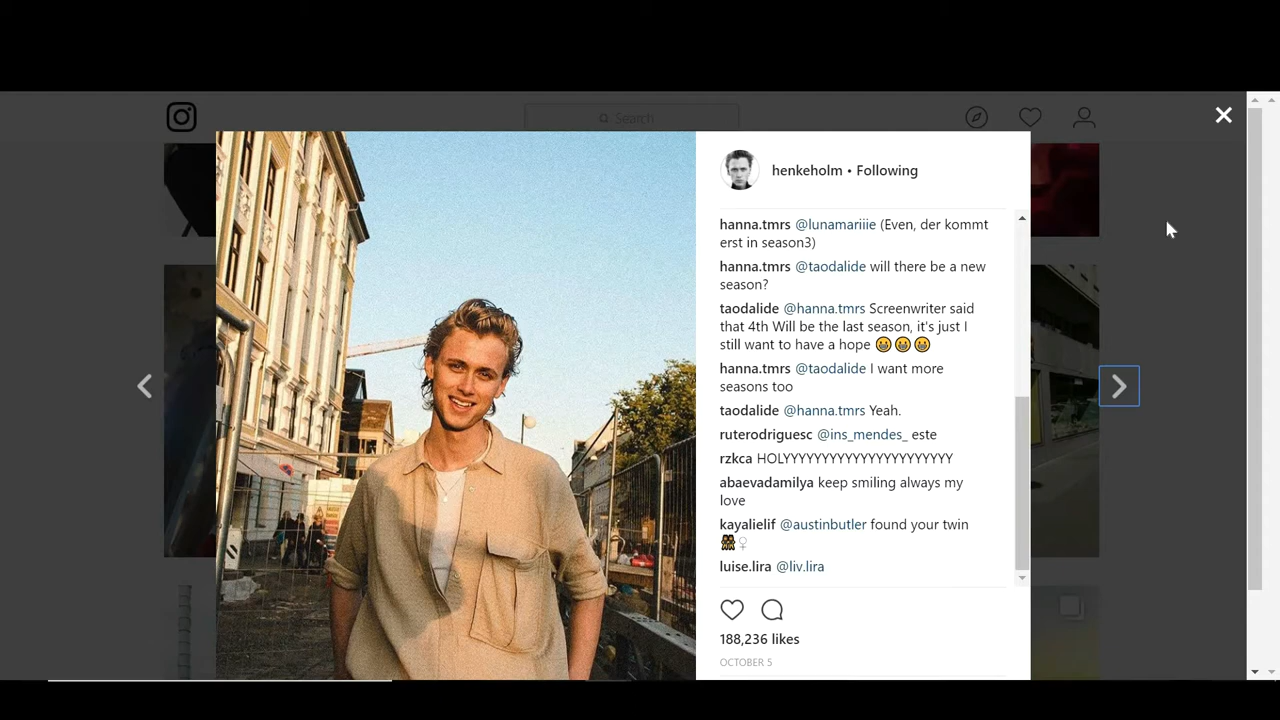 Search
henkeholm • Following
hanna.tmrs @lunamariiie (Even, der kommt
erst in season3)
hanna.tmrs @taodalide will there be a new
season?
taodalide @hanna.tmrs Screenwriter said
that 4th Will be the last season, it's just I
still want to have a hope 😀😀😀
hanna.tmrs @taodalide I want more
seasons too
taodalide @hanna.tmrs Yeah.
ruterodriguesc @ins_mendes_ este
rzkca HOLYYYYYYYYYYYYYYYYYYYYYY
abaevadamilya keep smiling always my
love
kayalielif @austinbutler found your twin
👯♀
luise.lira @liv.lira
188,236 likes
OCTOBER 5